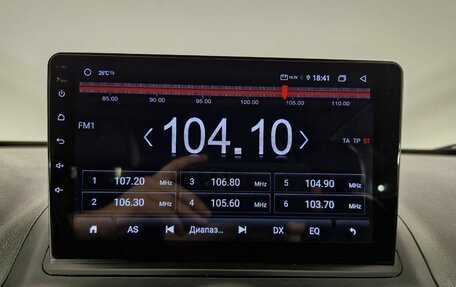 26°C
14.2V 18:41
85.00 90.00 95.00 100.00 105.00 110.00
FM1
104.10
TA TP ST
1 107.20 MHz 3 106.80 MHz 5 104.90 MHz
2 106.30 MHz 4 105.60 MHz 6 103.70 MHz
AS Диапаз... DX EQ